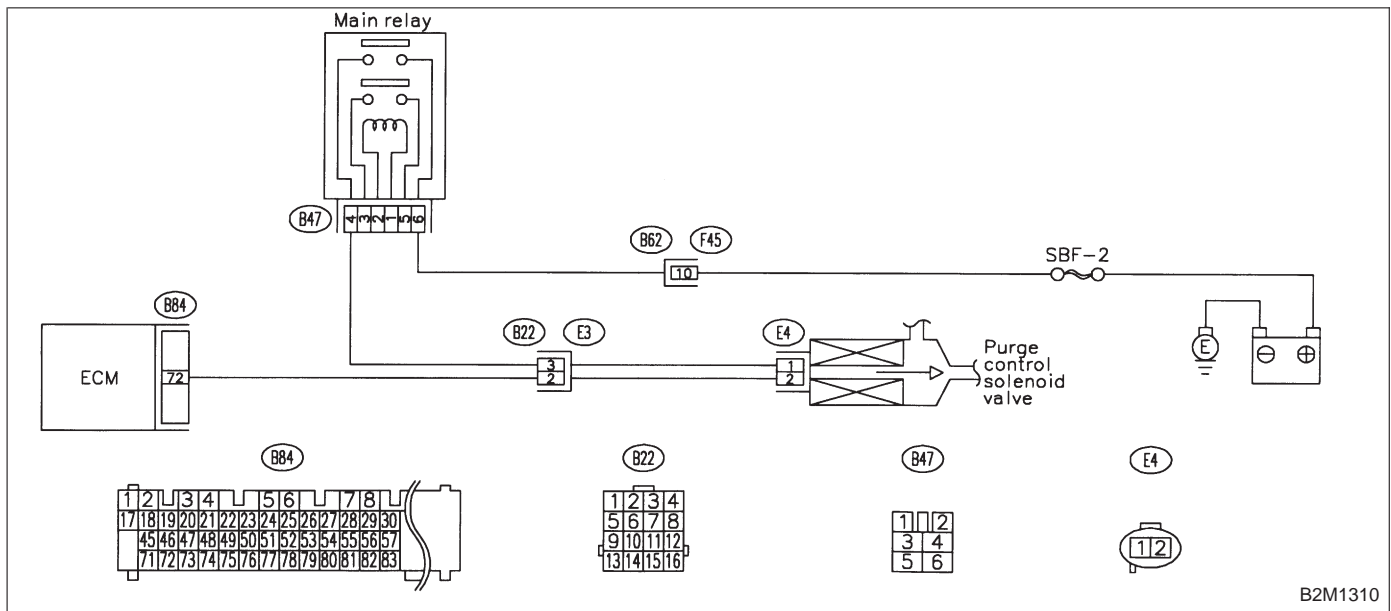 Main relay
B47
4 3 2 1 5 6
B62 F45
10
SBF-2
B84
ECM
72
B22 E3
3
2
E4
1
2
Purge
control
solenoid
valve
E
B84
1 2 3 4 5 6 7 8
17 18 19 20 21 22 23 24 25 26 27 28 29 30
45 46 47 48 49 50 51 52 53 54 55 56 57
71 72 73 74 75 76 77 78 79 80 81 82 83
B22
1 2 3 4
5 6 7 8
9 10 11 12
13 14 15 16
B47
1 2
3 4
5 6
E4
1 2
B2M1310